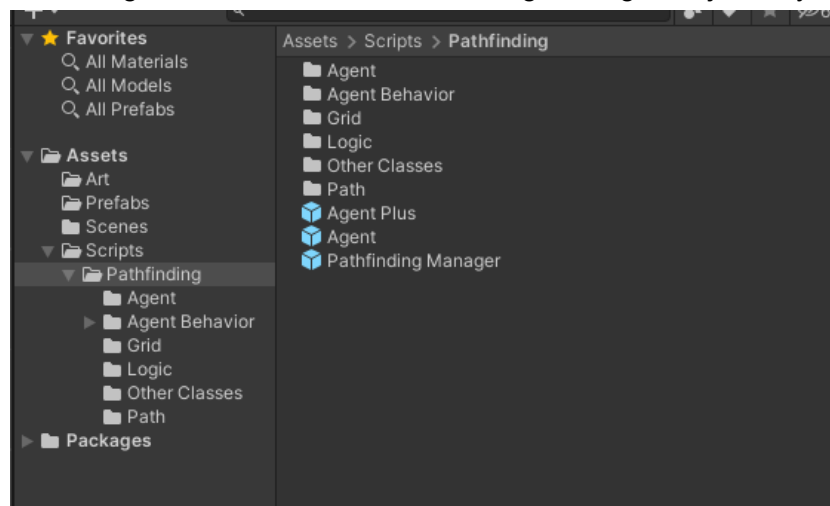 Favorites
All Materials
All Models
All Prefabs
Assets
Art
Prefabs
Scenes
Scripts
Pathfinding
Agent
Agent Behavior
Grid
Logic
Other Classes
Path
Packages
Assets > Scripts > Pathfinding
Agent
Agent Behavior
Grid
Logic
Other Classes
Path
Agent Plus
Agent
Pathfinding Manager